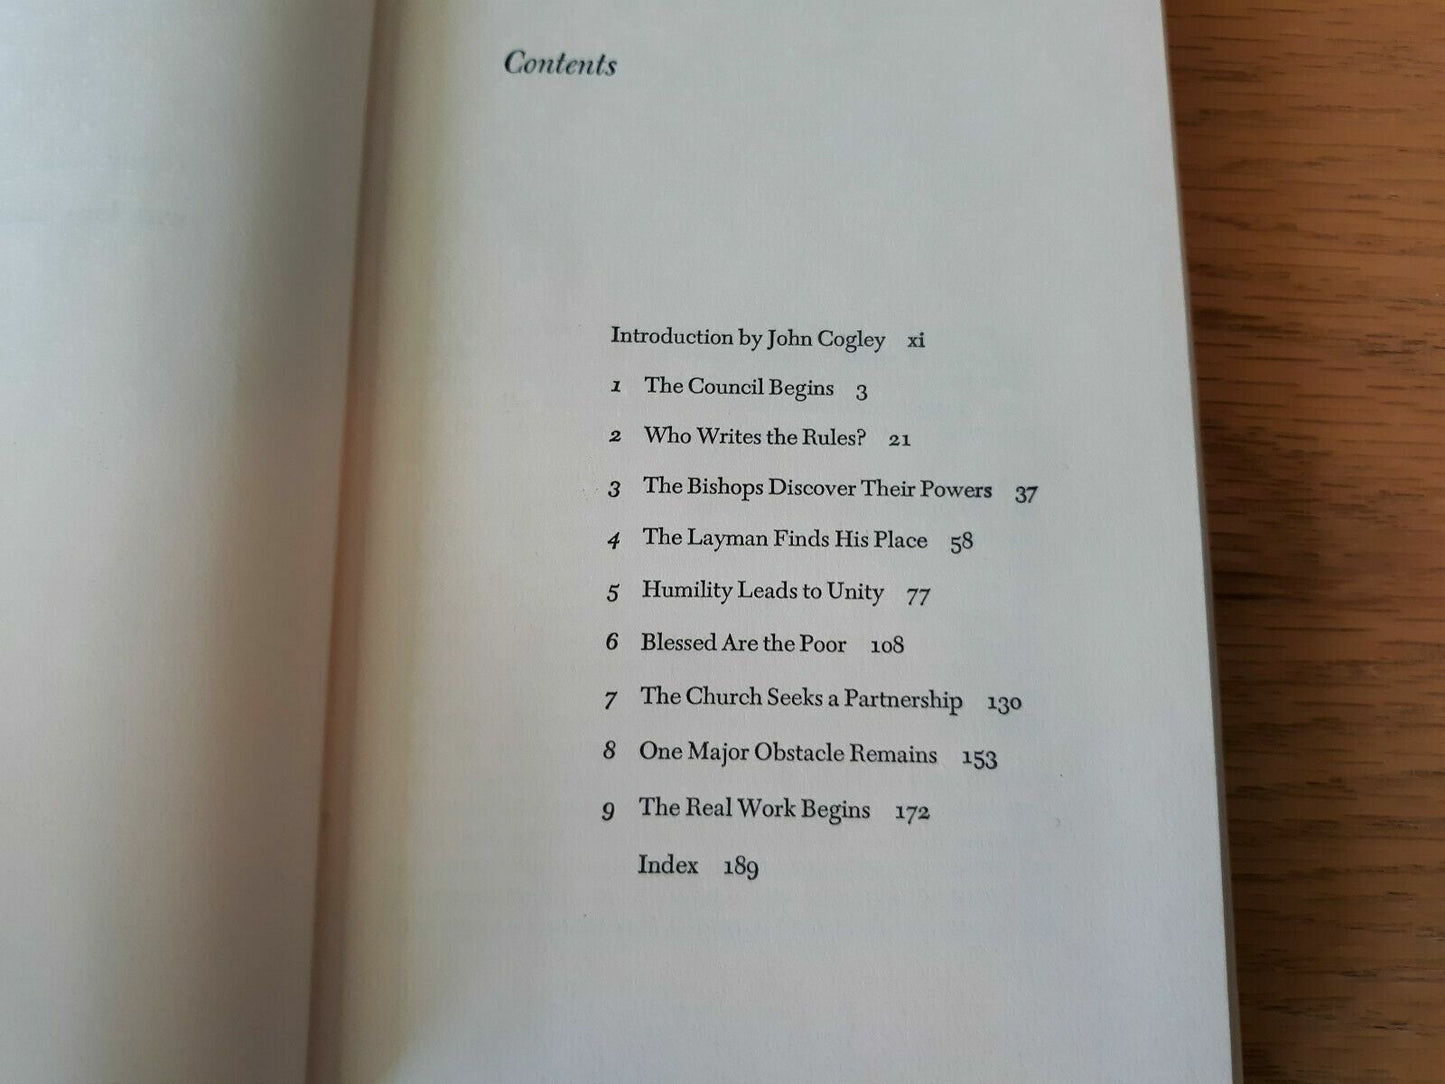 Contents
Introduction by John Cogley xi
1 The Council Begins 3
2 Who Writes the Rules? 21
3 The Bishops Discover Their Powers 37
4 The Layman Finds His Place 58
5 Humility Leads to Unity 77
6 Blessed Are the Poor 108
7 The Church Seeks a Partnership 130
8 One Major Obstacle Remains 153
9 The Real Work Begins 172
Index 189